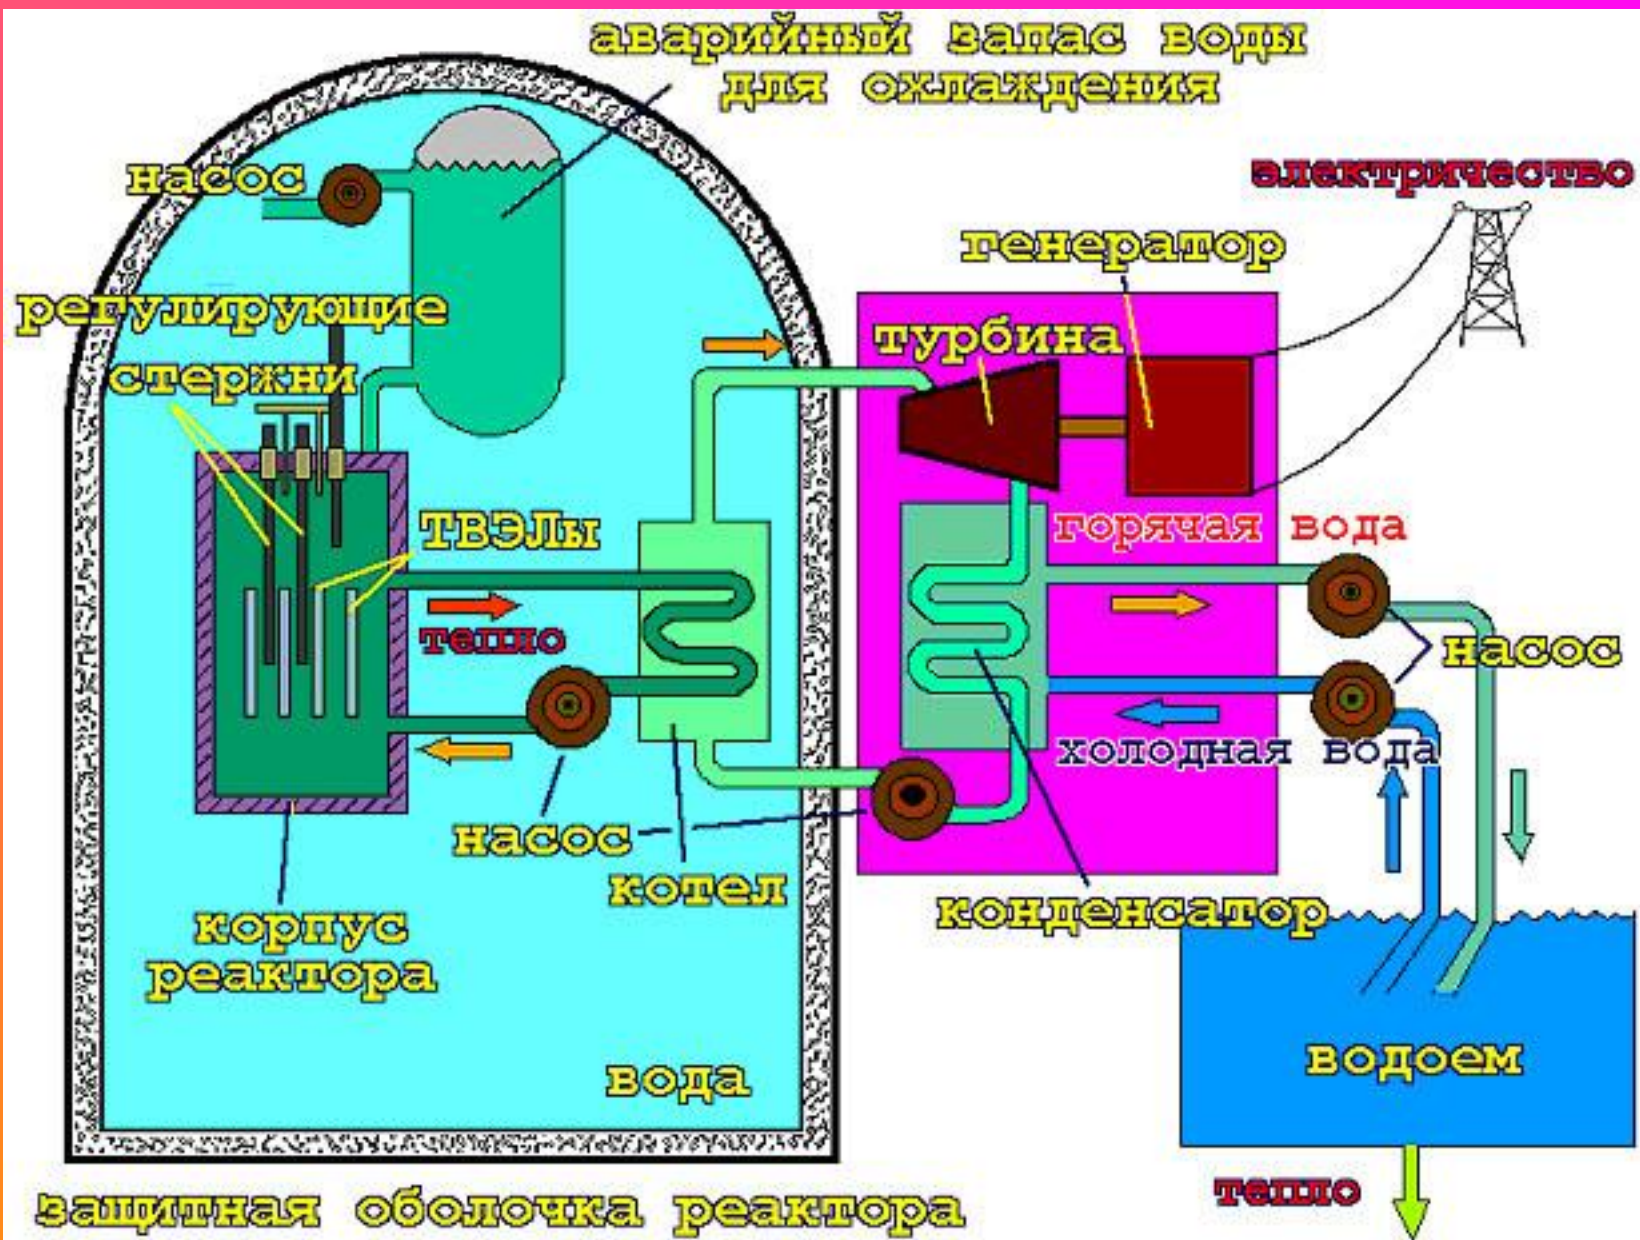 аварийный запас воды
для охлаждения
насос
электричество
генератор
регулирующие
стержни
турбина
ТВЭЛы
горячая вода
тепло
насос
холодная вода
насос
котел
корпус
реактора
конденсатор
водоем
вода
тепло
защитная оболочка реактора